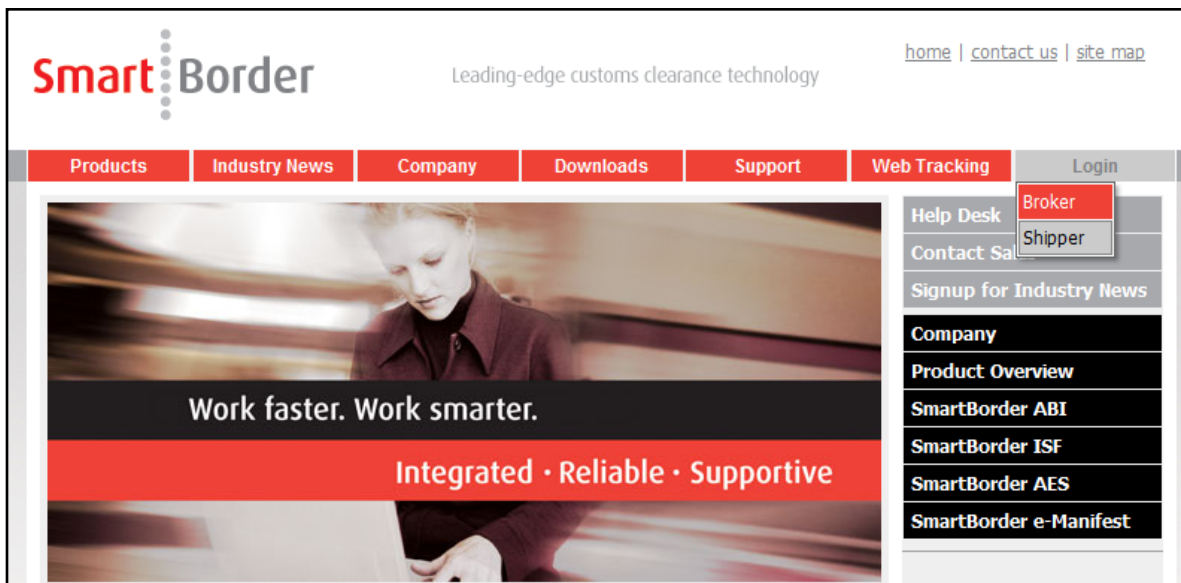 home | contact us | site map
Smart Border
Leading-edge customs clearance technology
Products Industry News Company Downloads Support Web Tracking Login
Broker
Shipper
Help Desk
Contact
Signup for Industry News
Work faster. Work smarter.
Integrated · Reliable · Supportive
Company
Product Overview
SmartBorder ABI
SmartBorder ISF
SmartBorder AES
SmartBorder e-Manifest